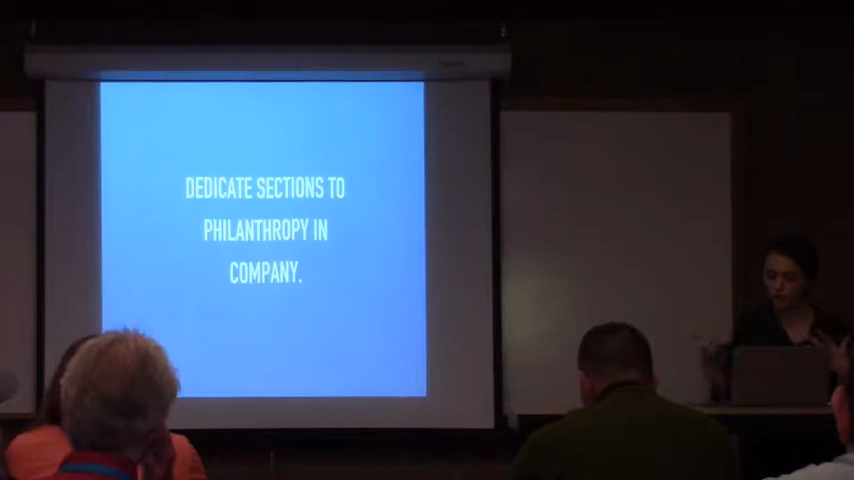 DEDICATE SECTIONS TO
PHILANTHROPY IN
COMPANY.